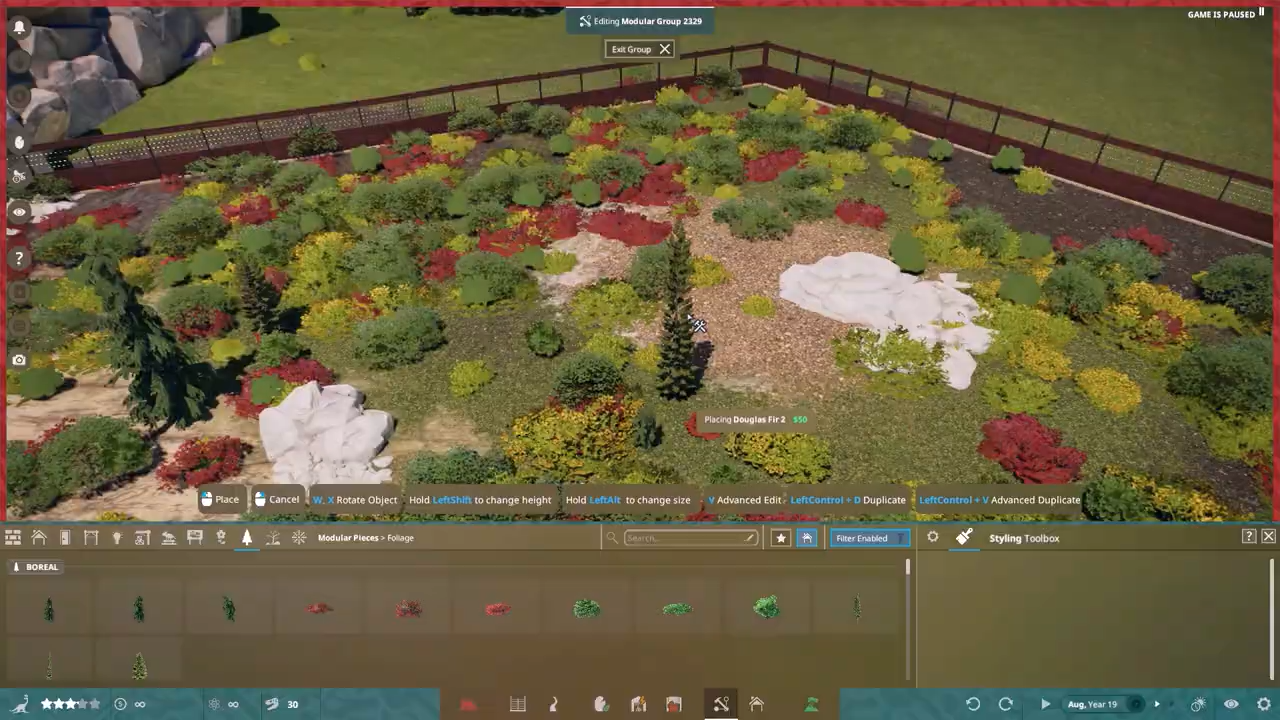 Editing Modular Group 2329
GAME IS PAUSED
Exit Group
?
Placing Douglas Fir 2 $50
Place
Cancel
W, X Rotate Object
Hold LeftShift to change height
Hold LeftAlt to change size
V Advanced Edit
LeftControl + D Duplicate
LeftControl + V Advanced Duplicate
Modular Pieces > Foliage
Search...
Filter Enabled
Styling Toolbox
?
BOREAL
∞
∞
30
Aug, Year 19